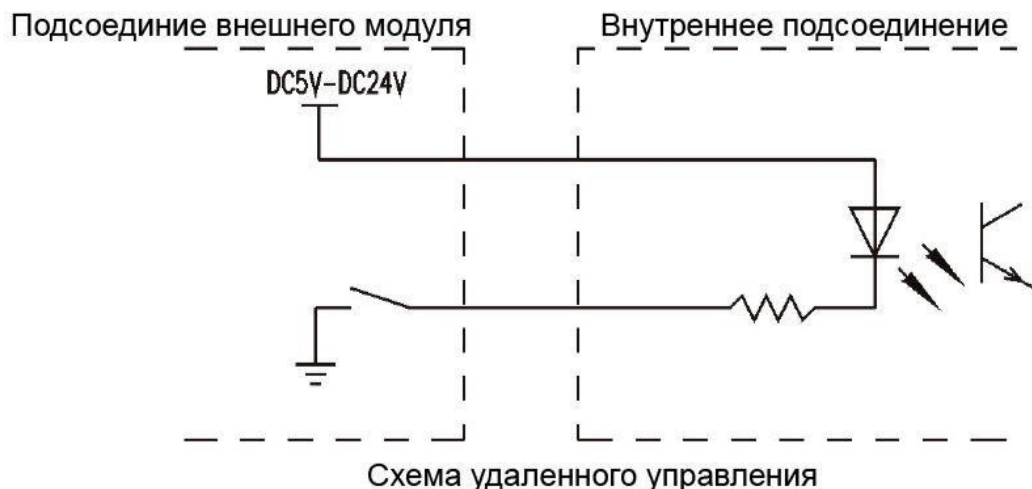 Подсоединие внешнего модуля
Внутреннее подсоединение
DC5V-DC24V
Схема удаленного управления